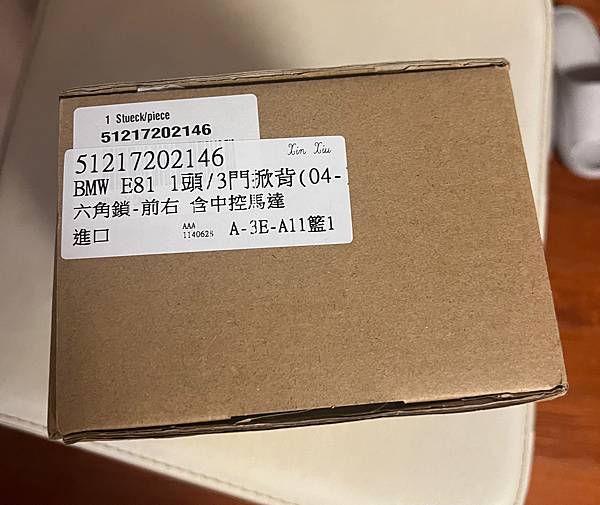 1 Stueck/piece
51217202146
51217202146 Xin Xiu
BMW E81 1頭/3門掀背(04-
六角鎖-前右 含中控馬達
進口 AAA 1140628 A-3E-A11籃1